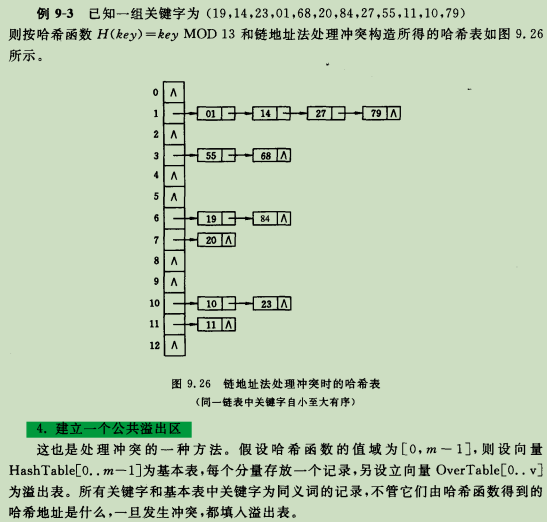 例 9-3 已知一组关键字为(19,14,23,01,68,20,84,27,55,11,10,79)
则按哈希函数 H(key)=key MOD 13 和链地址法处理冲突构造所得的哈希表如图 9.26
所示。
0 ∧
1 01 14 27 79 ∧
2 ∧
3 55 68 ∧
4 ∧
5 ∧
6 19 84 ∧
7 20 ∧
8 ∧
9 ∧
10 10 23 ∧
11 11 ∧
12 ∧
图 9.26 链地址法处理冲突时的哈希表
(同一链表中关键字自小至大有序)
4. 建立一个公共溢出区
这也是处理冲突的一种方法。假设哈希函数的值域为[0,m-1],则设向量
HashTable[0..m-1]为基本表,每个分量存放一个记录,另设立向量 OverTable[0..v]
为溢出表。所有关键字和基本表中关键字为同义词的记录,不管它们由哈希函数得到的
哈希地址是什么,一旦发生冲突,都填入溢出表。